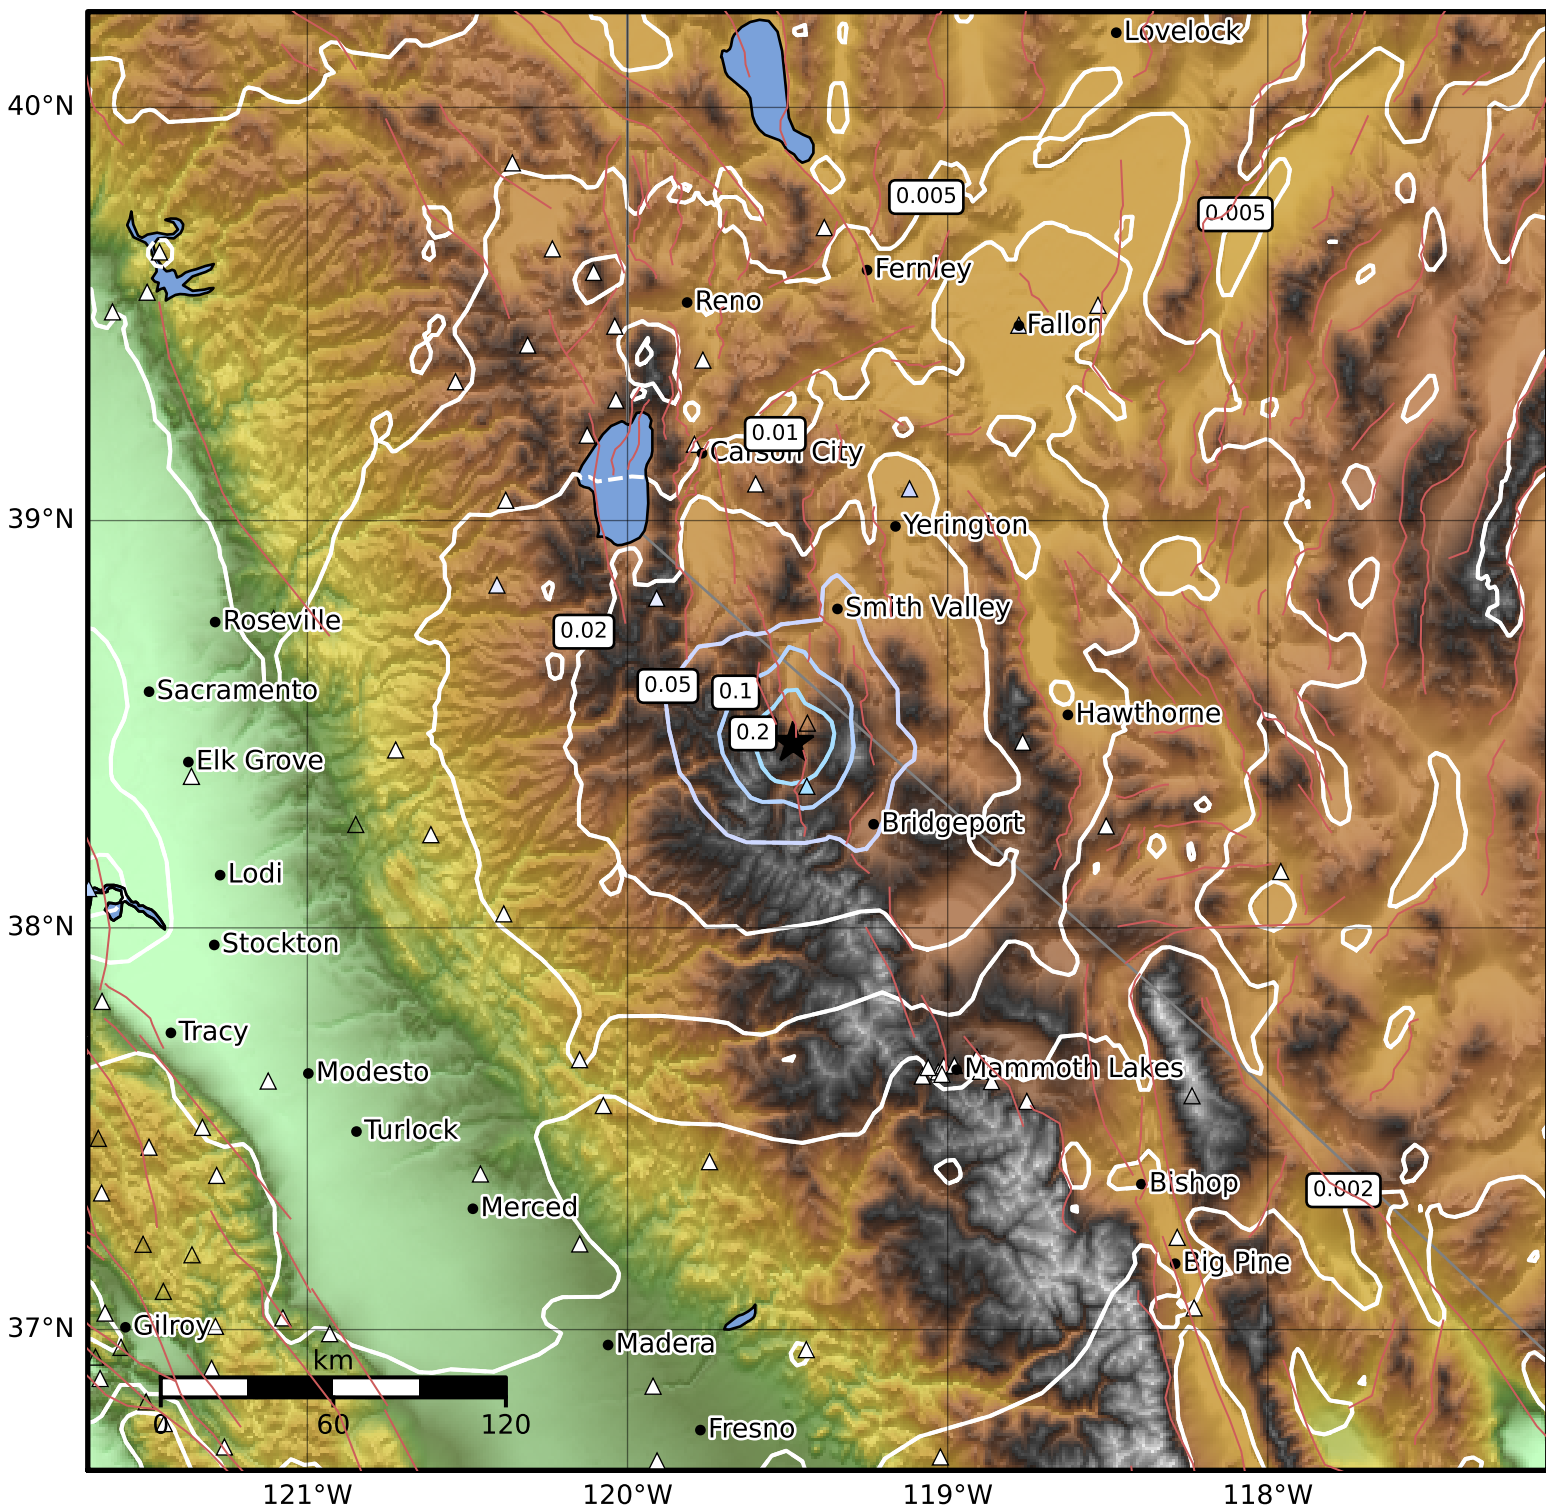 Lovelock
40°N
0.005
0.005
Fernley
Reno
Fallon
0.01
Carson City
39°N
Yerington
Smith Valley
Roseville
0.02
0.05
0.1
Sacramento
Hawthorne
0.2
Elk Grove
Bridgeport
Lodi
38°N
Stockton
Tracy
Modesto
Mammoth Lakes
Turlock
Bishop
0.002
Merced
Big Pine
37°N
Gilroy
Madera
km
0 60 120
Fresno
121°W 120°W 119°W 118°W